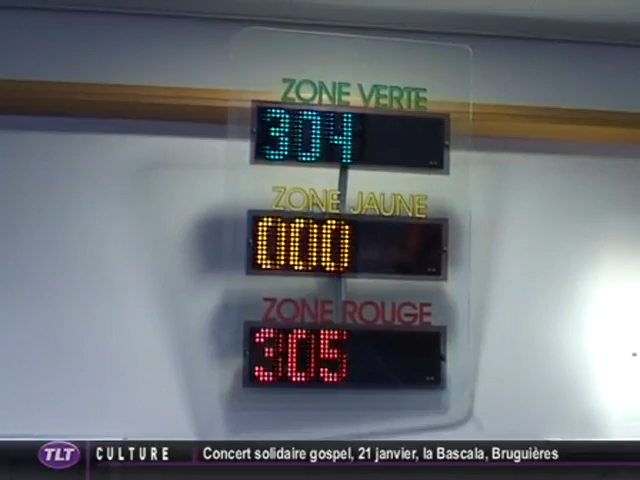 ZONE VERTE
304
ZONE JAUNE
000
ZONE ROUGE
305
TLT CULTURE Concert solidaire gospel, 21 janvier, la Bascala, Bruguières